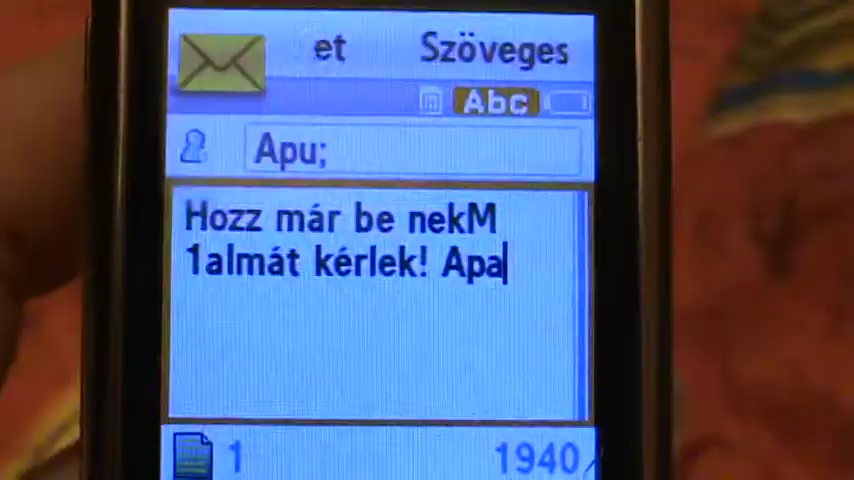 et Szöveges
Abc
Apu;
Hozz már be nekM
1almát kérlek! Apa
1 1940